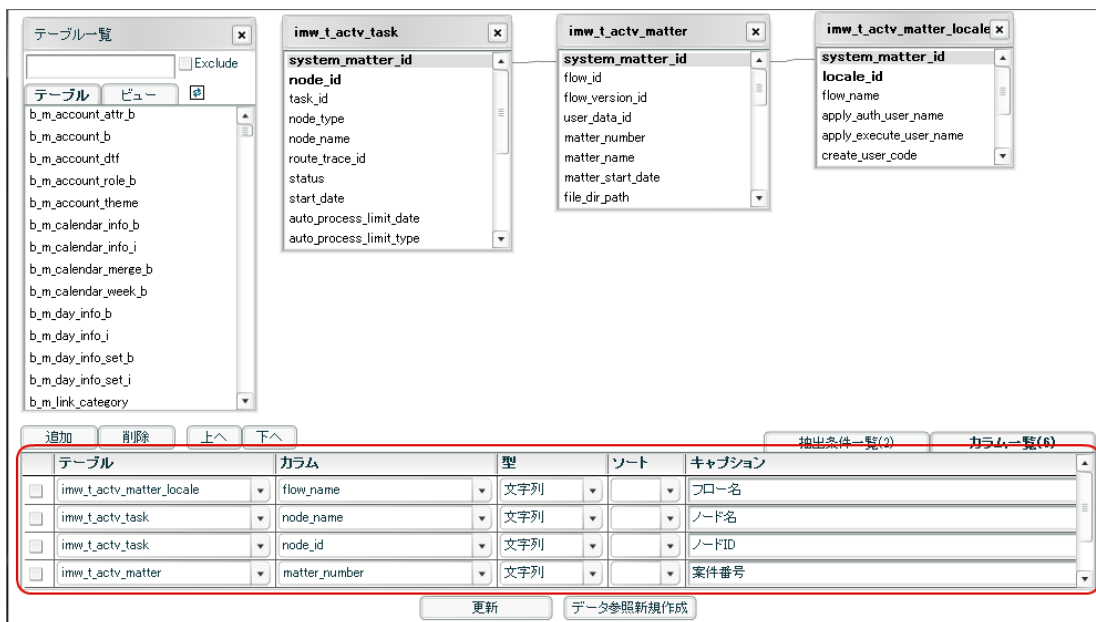 テーブル一覧
Exclude
テーブル ビュー
b_m_account_attr_b
b_m_account_b
b_m_account_dtf
b_m_account_role_b
b_m_account_theme
b_m_calendar_info_b
b_m_calendar_info_i
b_m_calendar_merge_b
b_m_calendar_week_b
b_m_day_info_b
b_m_day_info_i
b_m_day_info_set_b
b_m_day_info_set_i
b_m_link_category
imw_t_actv_task
system_matter_id
node_id
task_id
node_type
node_name
route_trace_id
status
start_date
auto_process_limit_date
auto_process_limit_type
imw_t_actv_matter
system_matter_id
flow_id
flow_version_id
user_data_id
matter_number
matter_name
matter_start_date
file_dir_path
imw_t_actv_matter_locale
system_matter_id
locale_id
flow_name
apply_auth_user_name
apply_execute_user_name
create_user_code
追加 削除 上へ 下へ 抽出条件一覧(2) カラム一覧(6)
テーブル カラム 型 ソート キャプション
imw_t_actv_matter_locale flow_name 文字列 フロー名
imw_t_actv_task node_name 文字列 ノード名
imw_t_actv_task node_id 文字列 ノードID
imw_t_actv_matter matter_number 文字列 案件番号
更新 データ参照新規作成